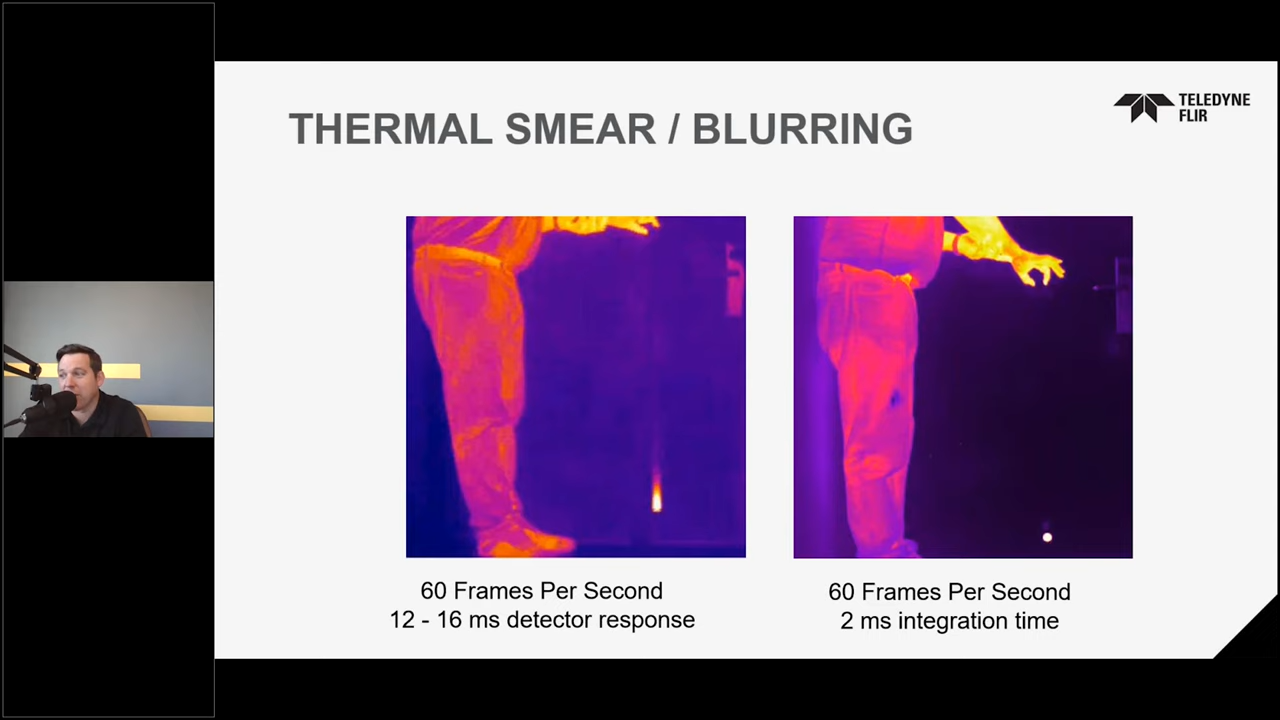 THERMAL SMEAR / BLURRING
TELEDYNE
FLIR
60 Frames Per Second
12 - 16 ms detector response
60 Frames Per Second
2 ms integration time